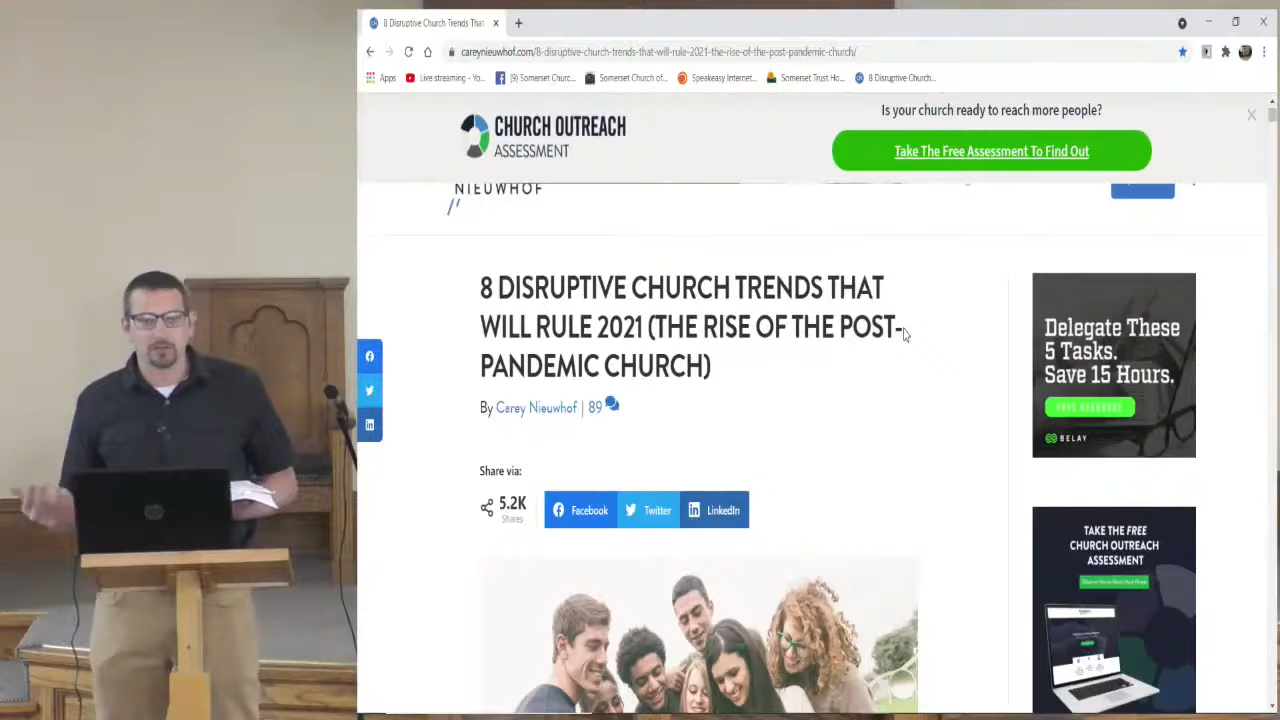 8 Disruptive Church Trends That
careynieuwhof.com/8-disruptive-church-trends-that-will-rule-2021-the-rise-of-the-post-pandemic-church/
Apps
Live streaming - Yo...
(9) Somerset Churc...
Somerset Church of...
Speakeasy Internet...
Somerset Trust Ho...
8 Disruptive Church...
CHURCH OUTREACH
ASSESSMENT
Is your church ready to reach more people?
Take The Free Assessment To Find Out
NIEUWHOF
8 DISRUPTIVE CHURCH TRENDS THAT
WILL RULE 2021 (THE RISE OF THE POST-
PANDEMIC CHURCH)
By Carey Nieuwhof | 89
Share via:
5.2K
Shares
Facebook
Twitter
LinkedIn
Delegate These
5 Tasks.
Save 15 Hours.
BELAY
TAKE THE FREE
CHURCH OUTREACH
ASSESSMENT